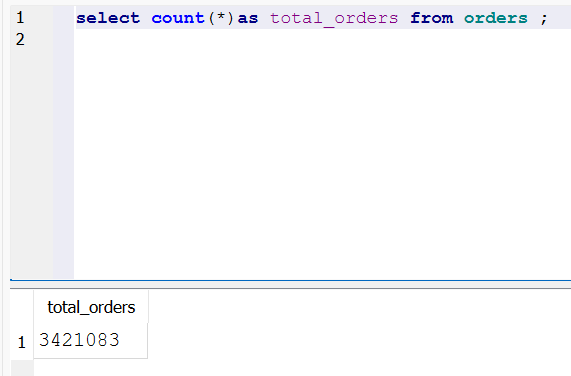 1 select count(*)as total_orders from orders ;
2
total_orders
1 3421083